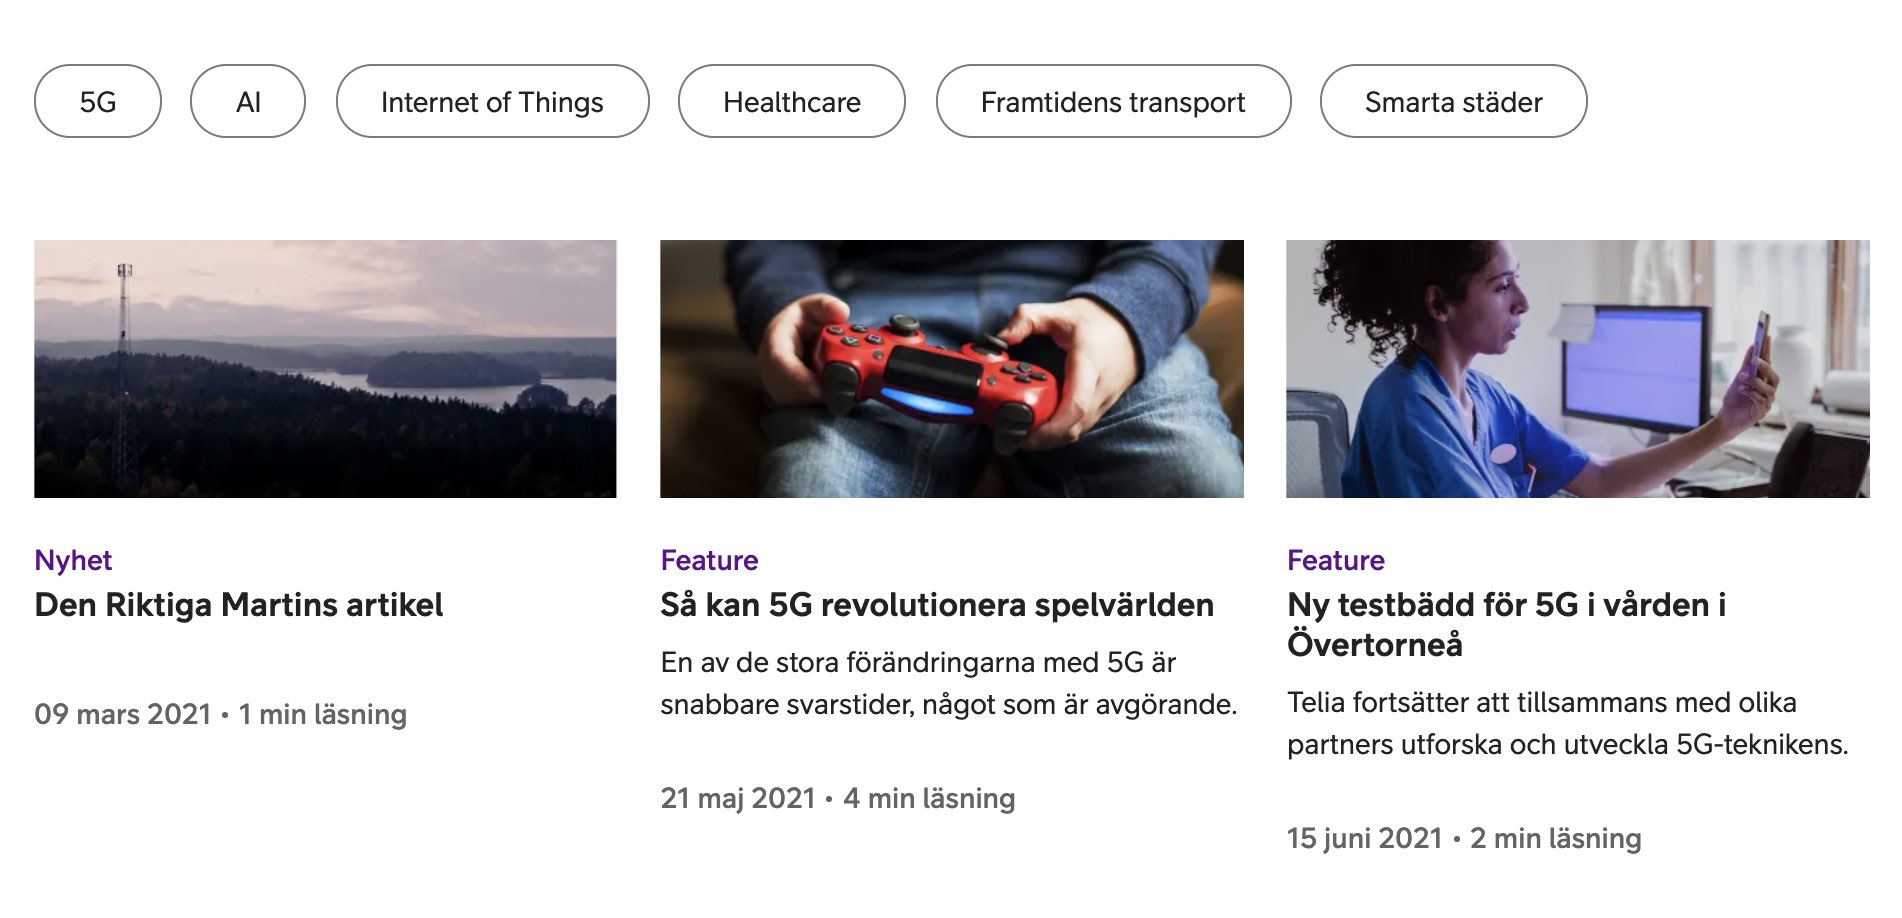 5G
AI
Internet of Things
Healthcare
Framtidens transport
Smarta städer
Nyhet
Den Riktiga Martins artikel
09 mars 2021 • 1 min läsning
Feature
Så kan 5G revolutionera spelvärlden
En av de stora förändringarna med 5G är
snabbare svarstider, något som är avgörande.
21 maj 2021 • 4 min läsning
Feature
Ny testbädd för 5G i vården i
Övertorneå
Telia fortsätter att tillsammans med olika
partners utforska och utveckla 5G-teknikens.
15 juni 2021 • 2 min läsning